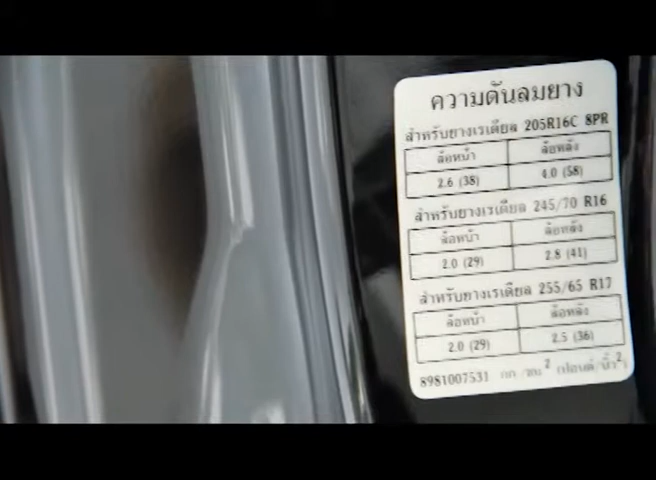 ความดันลมยาง
สำหรับยางเรเดียล 205R16C 8PR
ล้อหน้า ล้อหลัง
2.6 (38) 4.0 (58)
สำหรับยางเรเดียล 245/70 R16
ล้อหน้า ล้อหลัง
2.0 (29) 2.8 (41)
สำหรับยางเรเดียล 255/65 R17
ล้อหน้า ล้อหลัง
2.0 (29) 2.5 (36)
8981007531 กก/ซม.² (ปอนด์/นิ้ว²)